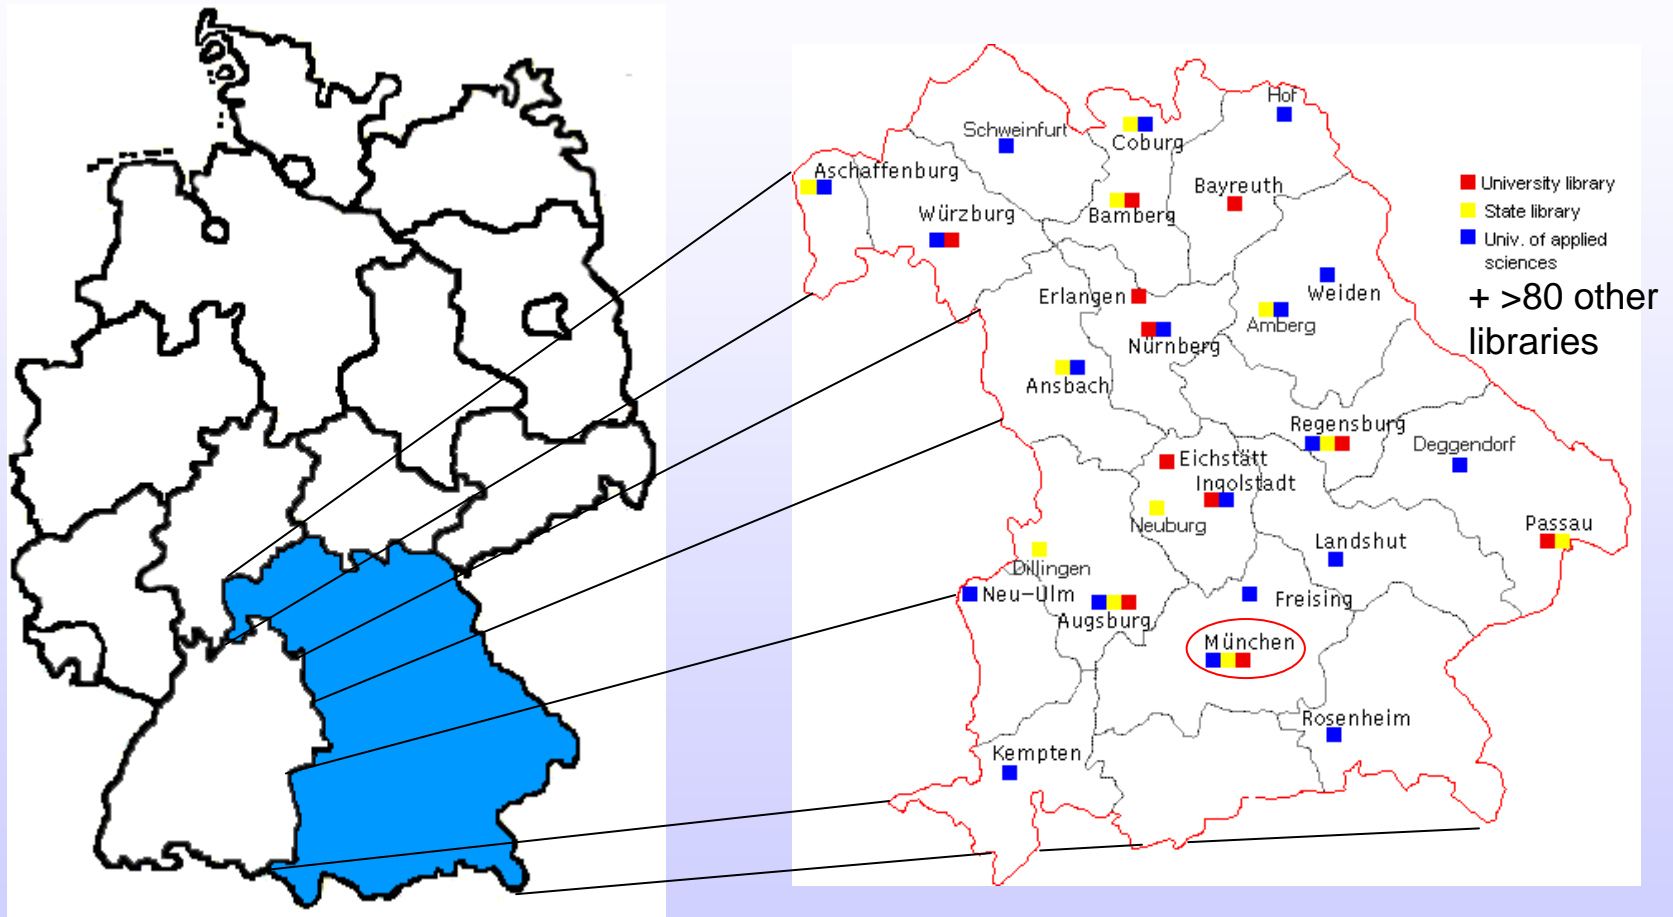 Hof
Schweinfurt
Coburg
Aschaffenburg
Bayreuth
University library
Würzburg
Bamberg
State library
Univ. of applied
sciences
Erlangen
Weiden
+ >80 other
libraries
Amberg
Nürnberg
Ansbach
Regensburg
Deggendorf
Eichstätt
Ingolstadt
Neuburg
Passau
Landshut
Dillingen
Neu-Ulm
Freising
Augsburg
München
Rosenheim
Kempten